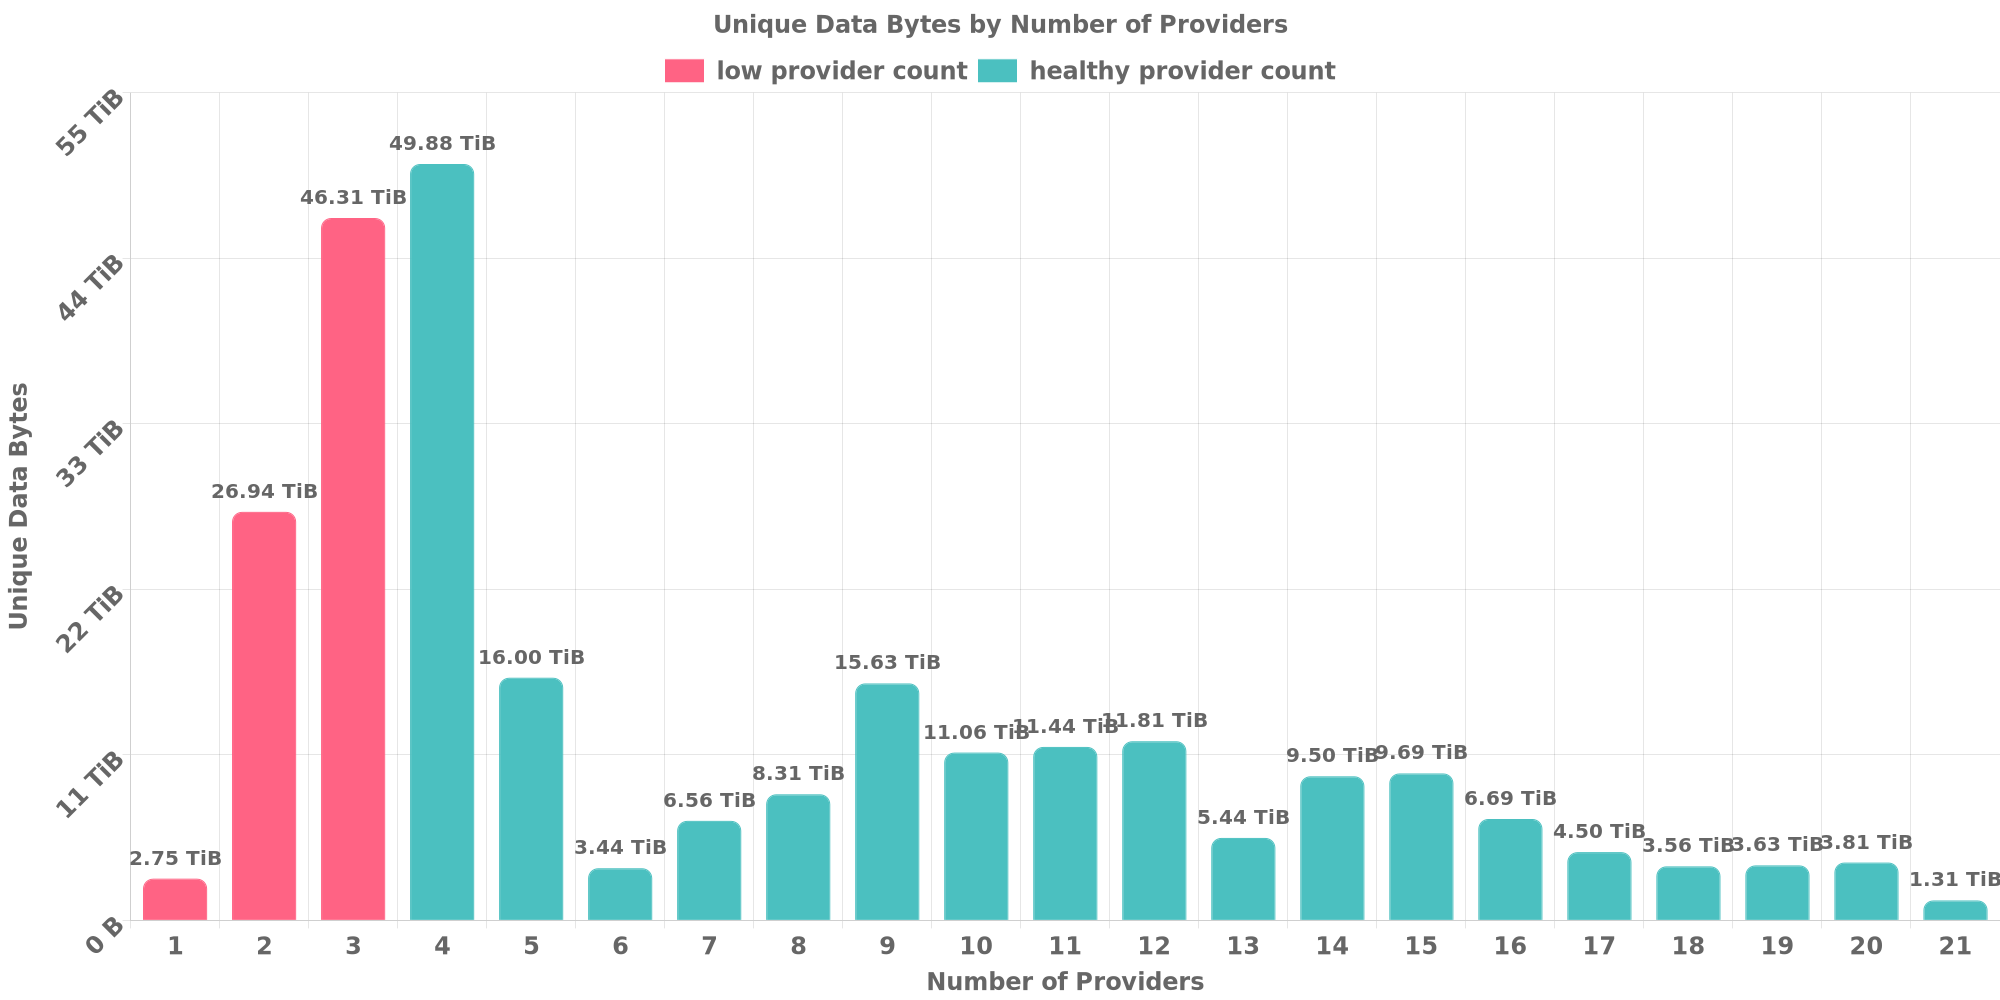 Unique Data Bytes by Number of Providers
low provider count healthy provider count
Unique Data Bytes
55 TiB
44 TiB
33 TiB
22 TiB
11 TiB
0 B
2.75 TiB
26.94 TiB
46.31 TiB
49.88 TiB
16.00 TiB
3.44 TiB
6.56 TiB
8.31 TiB
15.63 TiB
11.06 TiB
11.44 TiB
11.81 TiB
5.44 TiB
9.50 TiB
9.69 TiB
6.69 TiB
4.50 TiB
3.56 TiB
3.63 TiB
3.81 TiB
1.31 TiB
1 2 3 4 5 6 7 8 9 10 11 12 13 14 15 16 17 18 19 20 21
Number of Providers